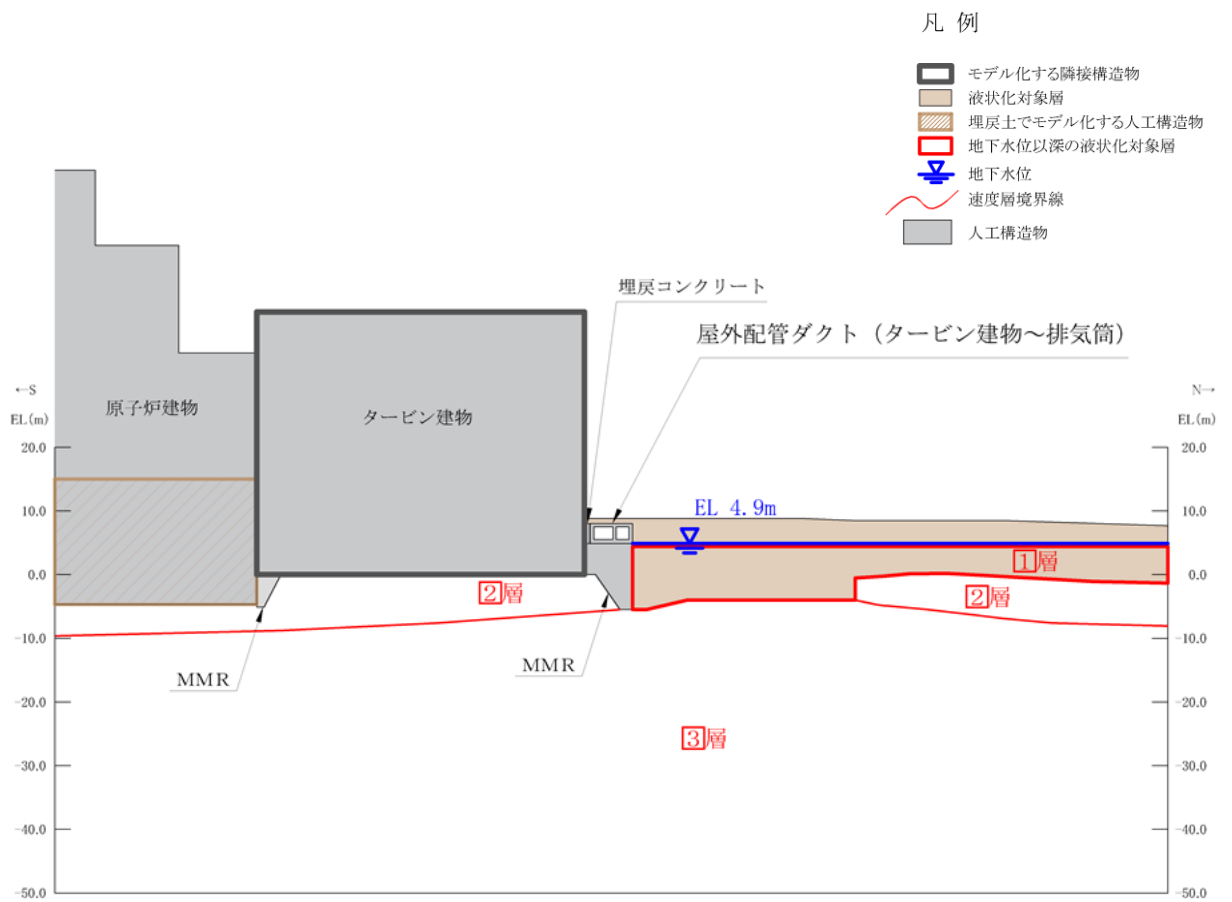 凡 例
モデル化する隣接構造物
液状化対象層
埋戻土でモデル化する人工構造物
地下水位以深の液状化対象層
地下水位
速度層境界線
人工構造物
埋戻コンクリート
屋外配管ダクト（タービン建物～排気筒）
←S
EL(m)
20.0
10.0
0.0
-10.0
-20.0
-30.0
-40.0
-50.0
原子炉建物
タービン建物
EL 4.9m
1層
2層
2層
MMR
MMR
3層
N→
EL(m)
20.0
10.0
0.0
-10.0
-20.0
-30.0
-40.0
-50.0